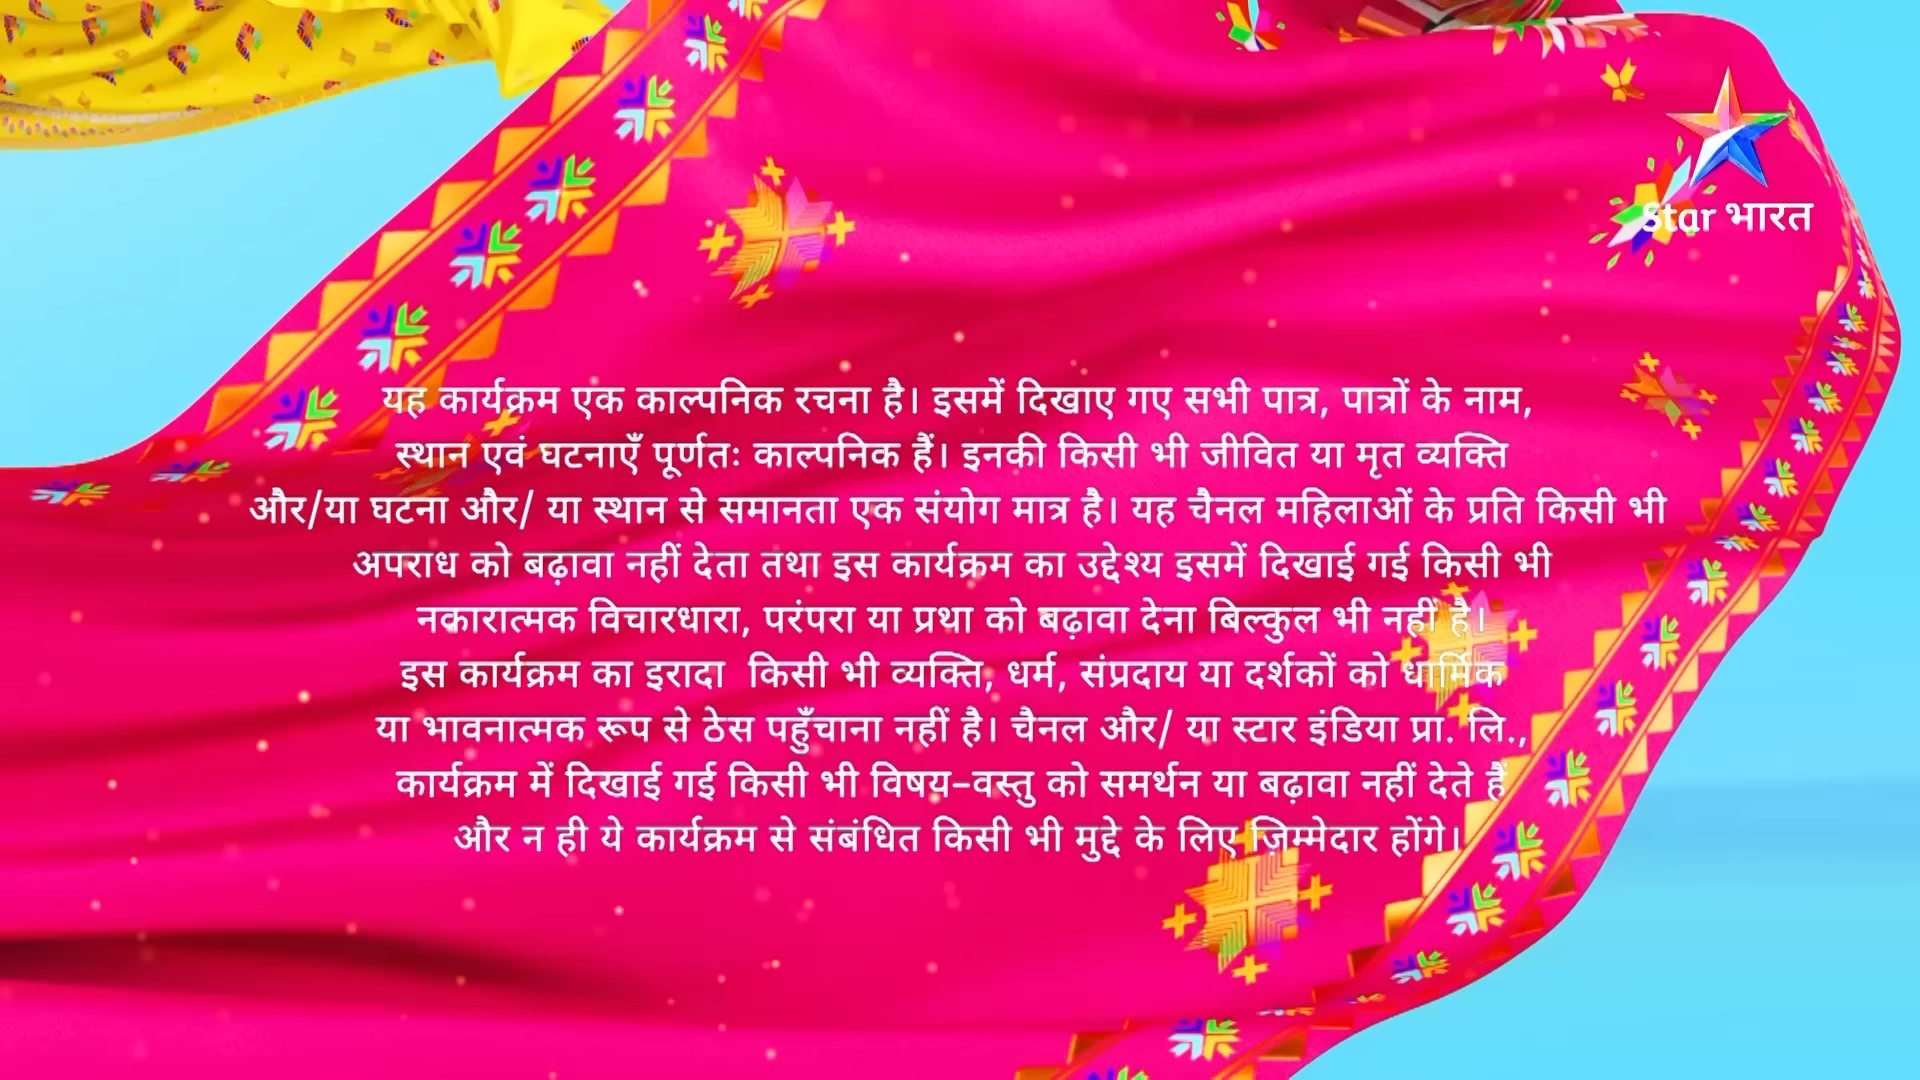 Star भारत
यह कार्यक्रम एक काल्पनिक रचना है। इसमें दिखाए गए सभी पात्र, पात्रों के नाम,
स्थान एवं घटनाएँ पूर्णतः काल्पनिक हैं। इनकी किसी भी जीवित या मृत व्यक्ति
और/या घटना और/ या स्थान से समानता एक संयोग मात्र है। यह चैनल महिलाओं के प्रति किसी भी
अपराध को बढ़ावा नहीं देता तथा इस कार्यक्रम का उद्देश्य इसमें दिखाई गई किसी भी
नकारात्मक विचारधारा, परंपरा या प्रथा को बढ़ावा देना बिल्कुल भी नहीं है।
इस कार्यक्रम का इरादा  किसी भी व्यक्ति, धर्म, संप्रदाय या दर्शकों को धार्मिक
या भावनात्मक रूप से ठेस पहुँचाना नहीं है। चैनल और/ या स्टार इंडिया प्रा. लि.,
कार्यक्रम में दिखाई गई किसी भी विषय–वस्तु को समर्थन या बढ़ावा नहीं देते हैं
और न ही ये कार्यक्रम से संबंधित किसी भी मुद्दे के लिए ज़िम्मेदार होंगे।